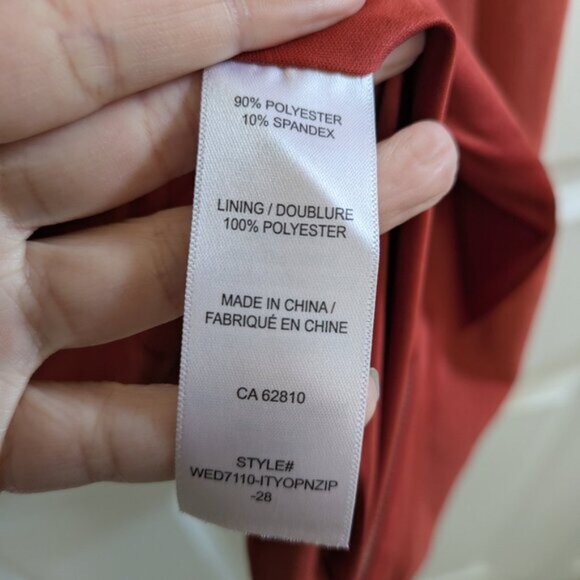 90% POLYESTER
10% SPANDEX
LINING / DOUBLURE
100% POLYESTER
MADE IN CHINA /
FABRIQUÉ EN CHINE
CA 62810
STYLE#
WED7110-ITYOPNZIP
-28